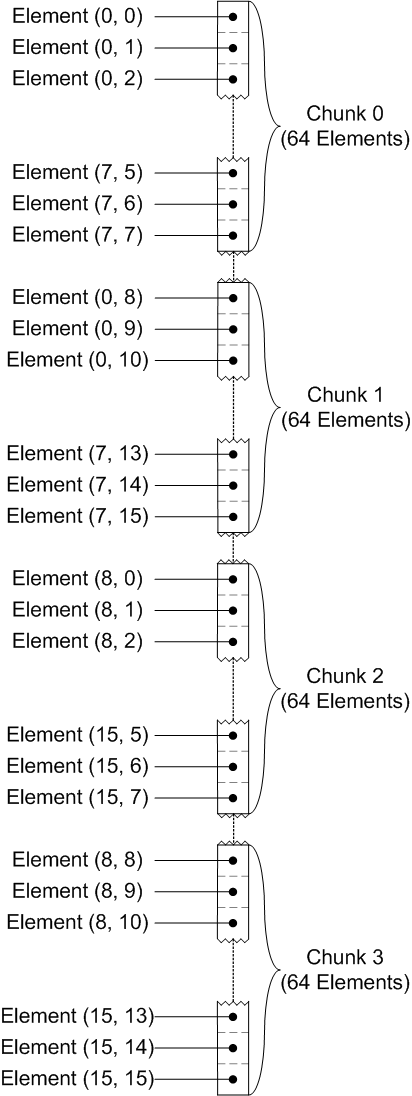 Element (0, 0)
Element (0, 1)
Element (0, 2)
Chunk 0
(64 Elements)
Element (7, 5)
Element (7, 6)
Element (7, 7)
Element (0, 8)
Element (0, 9)
Element (0, 10)
Chunk 1
(64 Elements)
Element (7, 13)
Element (7, 14)
Element (7, 15)
Element (8, 0)
Element (8, 1)
Element (8, 2)
Chunk 2
(64 Elements)
Element (15, 5)
Element (15, 6)
Element (15, 7)
Element (8, 8)
Element (8, 9)
Element (8, 10)
Chunk 3
(64 Elements)
Element (15, 13)
Element (15, 14)
Element (15, 15)